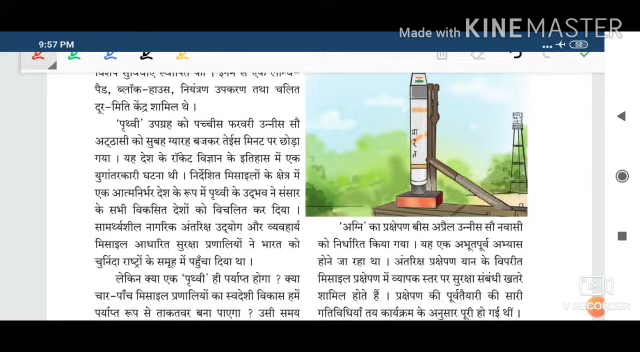 Made with KINEMASTER
9:57 PM
58
विशेष सुविधाएँ स्थापित कीं । इनमें से एक लॉन्च-
पैड, ब्लॉक-हाउस, नियंत्रण उपकरण तथा चलित
दूर-मिति केंद्र शामिल थे ।
‘पृथ्वी’ उपग्रह को पच्चीस फरवरी उन्नीस सौ
अट्ठासी को सुबह ग्यारह बजकर तेईस मिनट पर छोड़ा
गया । यह देश के रॉकेट विज्ञान के इतिहास में एक
युगांतरकारी घटना थी । निर्देशित मिसाइलों के क्षेत्र में
एक आत्मनिर्भर देश के रूप में पृथ्वी के उद्भव ने संसार
के सभी विकसित देशों को विचलित कर दिया ।
सामर्थ्यशील नागरिक अंतरिक्ष उद्योग और व्यवहार्य
मिसाइल आधारित सुरक्षा प्रणालियों ने भारत को
चुनिंदा राष्ट्रों के समूह में पहुँचा दिया था ।
लेकिन क्या एक ‘पृथ्वी’ ही पर्याप्त होगा ? क्या
चार-पाँच मिसाइल प्रणालियों का स्वदेशी विकास हमें
पर्याप्त रूप से ताकतवर बना पाएगा ? उसी समय
‘अग्नि’ का प्रक्षेपण बीस अप्रैल उन्नीस सौ नवासी
को निर्धारित किया गया । यह एक अभूतपूर्व अभ्यास
होने जा रहा था । अंतरिक्ष प्रक्षेपण यान के विपरीत
मिसाइल प्रक्षेपण में व्यापक स्तर पर सुरक्षा संबंधी खतरे
शामिल होते हैं । प्रक्षेपण की पूर्वतैयारी की सारी
गतिविधियाँ तय कार्यक्रम के अनुसार पूरी हो गई थीं ।
V RECORDER